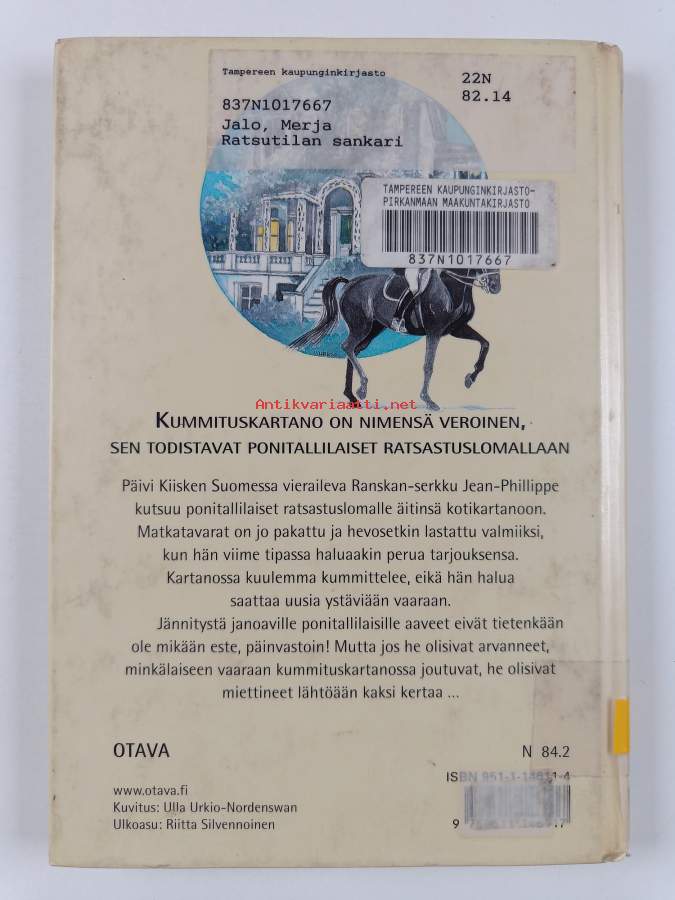 Tampereen kaupunginkirjasto
22N
82.14
837N1017667
Jalo, Merja
Ratsutilan sankari
TAMPEREEN KAUPUNGINKIRJASTO-
PIRKANMAAN MAAKUNTAKIRJASTO
837N1017667
Antikvariaatti.net
KUMMITUSKARTANO ON NIMENSÄ VEROINEN,
SEN TODISTAVAT PONITALLILAISET RATSASTUSLOMALLAAN
Päivi Kiisken Suomessa vieraileva Ranskan-serkku Jean-Phillippe
kutsuu ponitallilaiset ratsastuslomalle äitinsä kotikartanoon.
Matkatavarat on jo pakattu ja hevosetkin lastattu valmiiksi,
kun hän viime tipassa haluaakin perua tarjouksensa.
Kartanossa kuulemma kummittelee, eikä hän halua
saattaa uusia ystäviään vaaraan.
Jännitystä janoaville ponitallilaisille aaveet eivät tietenkään
ole mikään este, päinvastoin! Mutta jos he olisivat arvanneet,
minkälaiseen vaaraan kummituskartanossa joutuvat, he olisivat
miettineet lähtöään kaksi kertaa ...
OTAVA
N 84.2
ISBN
www.otava.fi
Kuvitus: Ulla Urkio-Nordenswan
Ulkoasu: Riitta Silvennoinen
9